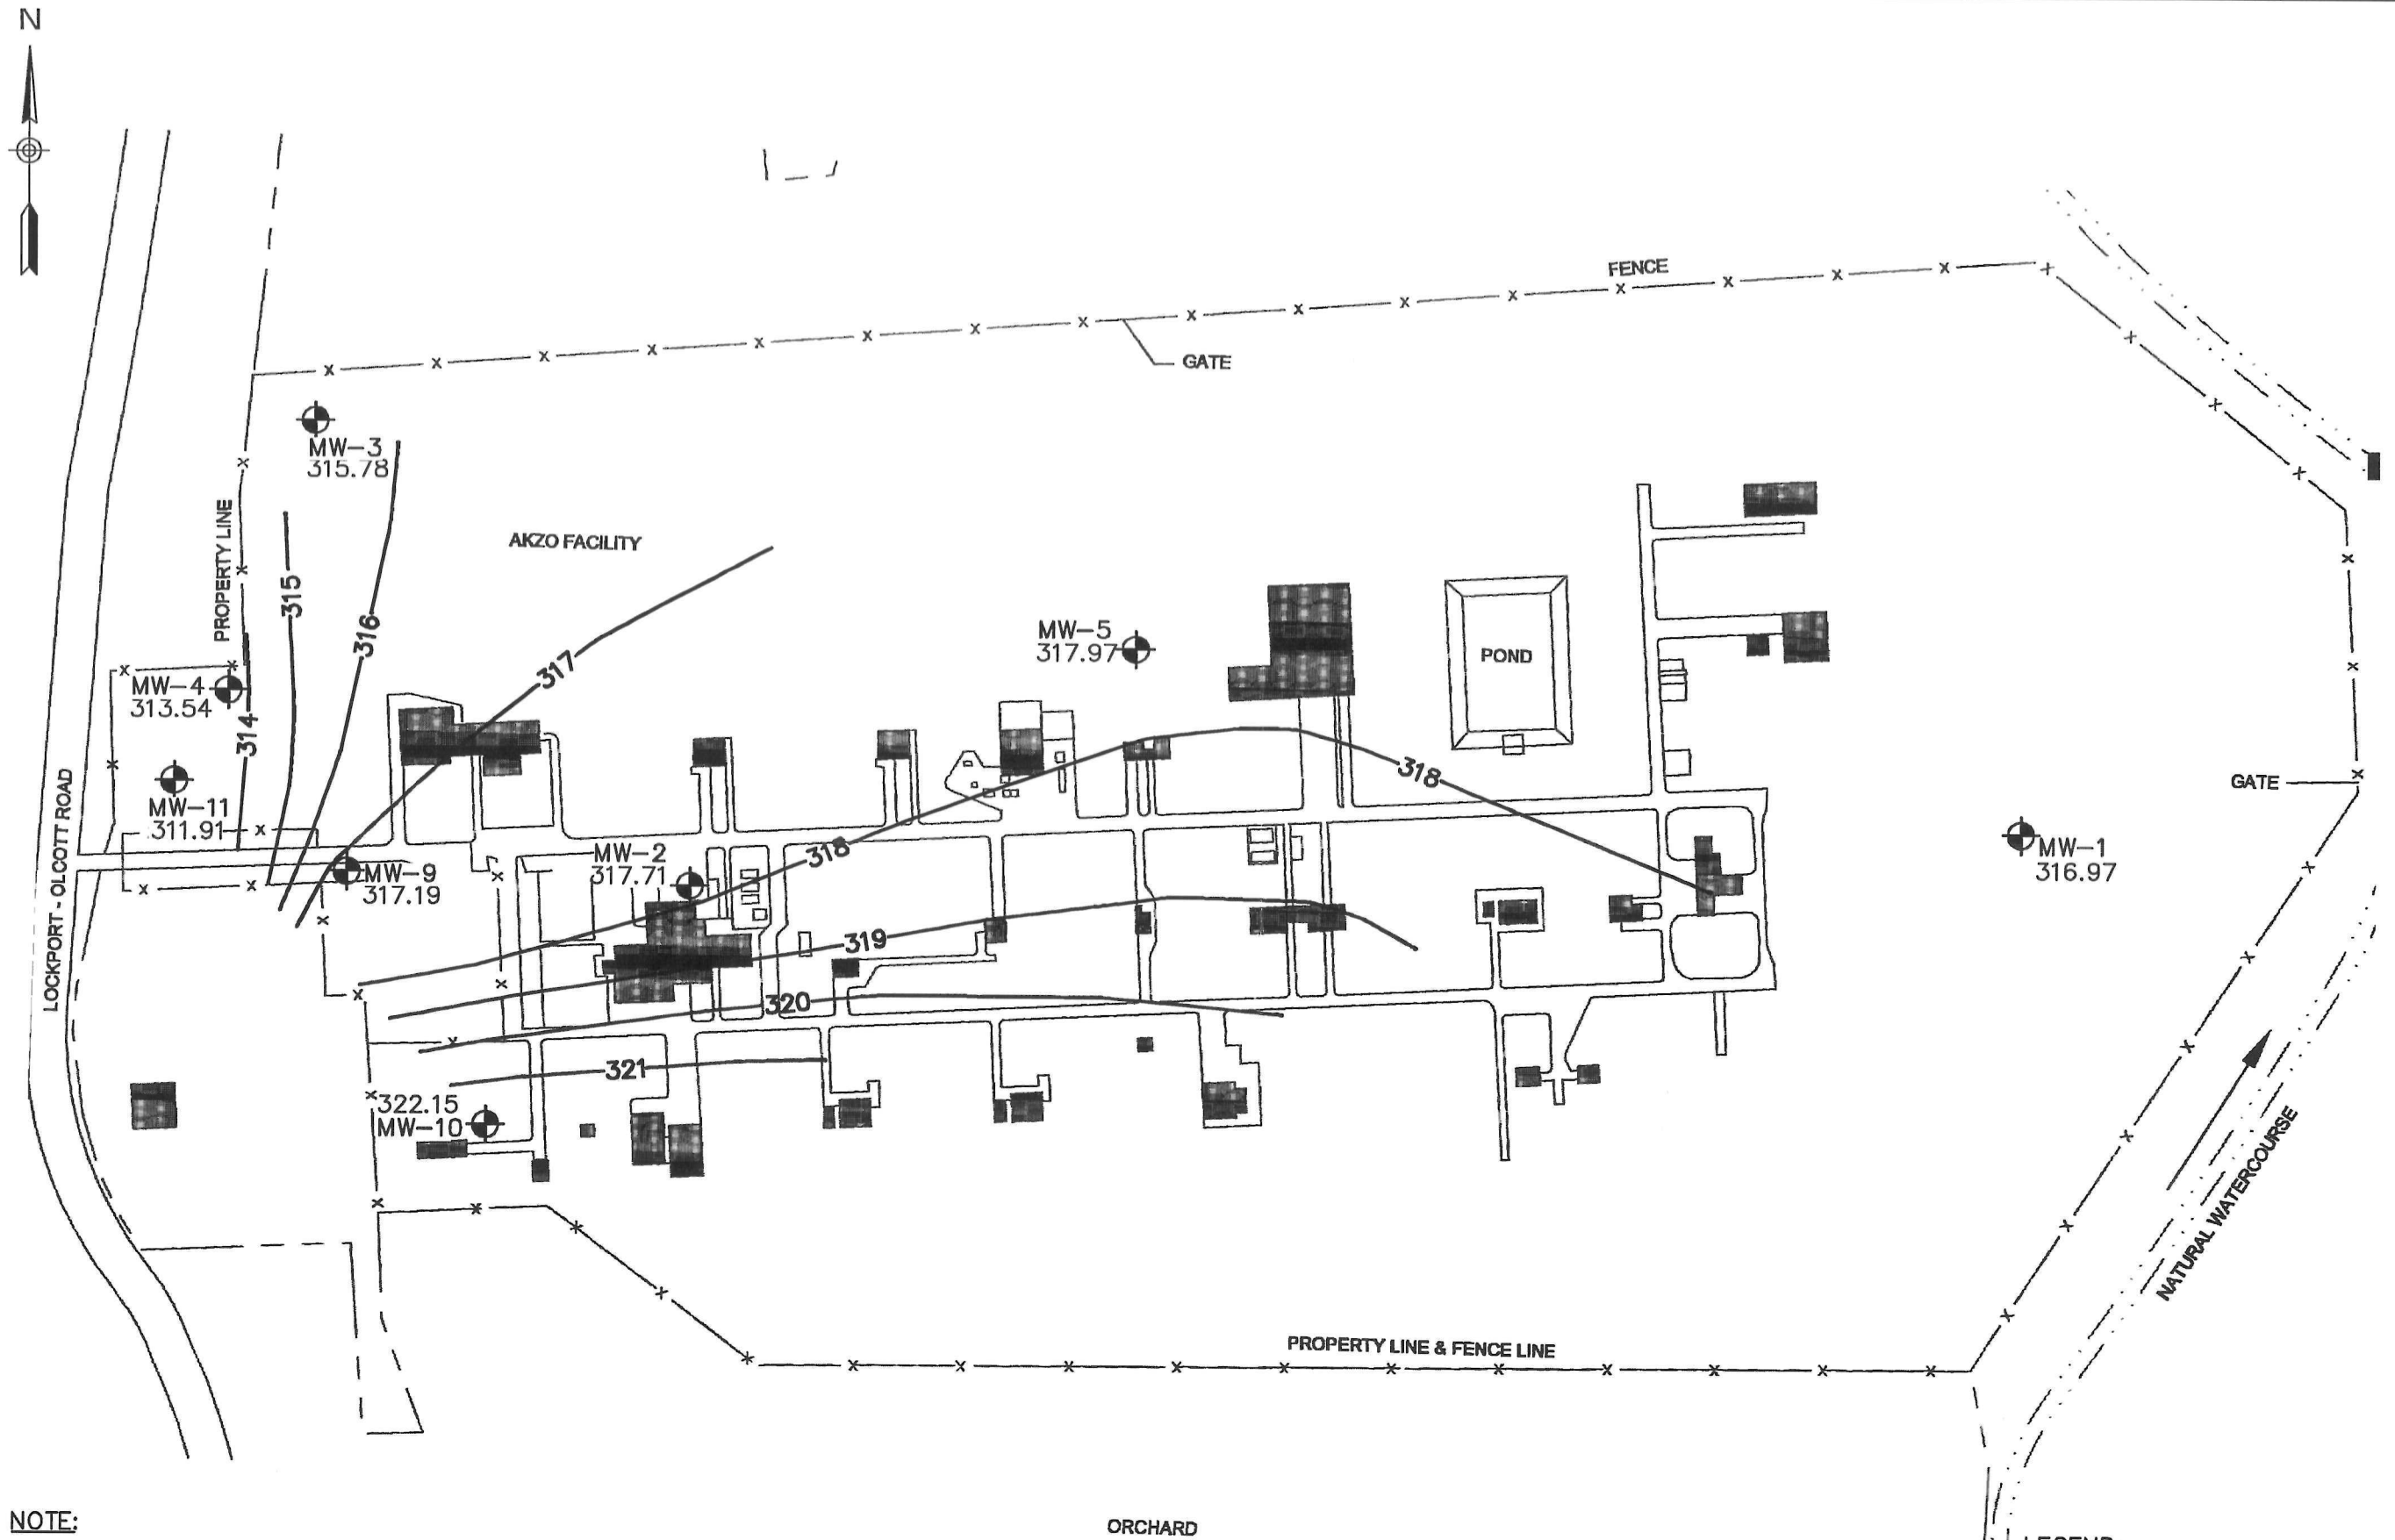 N
FENCE
GATE
MW-3
315.78
PROPERTY LINE
315
316
AKZO FACILITY
317
MW-5
317.97
POND
MW-4
313.54
314
MW-11
311.91
LOCKPORT - OLCOTT ROAD
318
GATE
MW-1
316.97
MW-9
317.19
MW-2
317.71
318
319
320
321
322.15
MW-10
NATURAL WATERCOURSE
PROPERTY LINE & FENCE LINE
NOTE:
ORCHARD